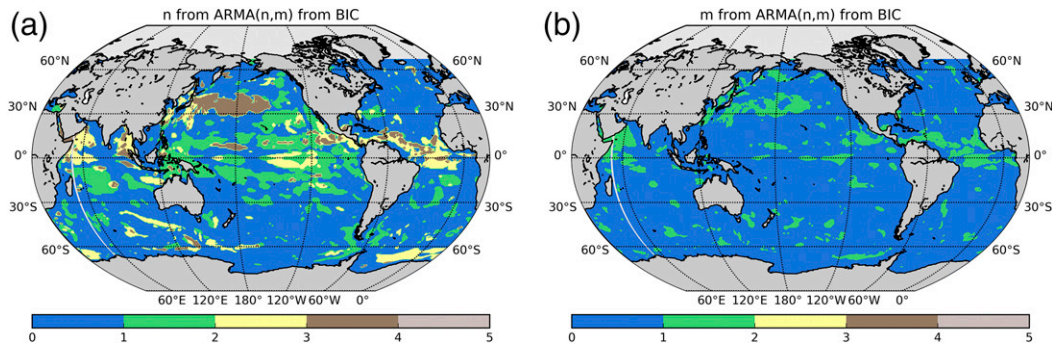 (a) n from ARMA(n,m) from BIC
60°N 60°N
30°N 30°N
0° 0°
30°S 30°S
60°S 60°S
60°E 120°E 180° 120°W 60°W 0°
0 1 2 3 4 5
(b) m from ARMA(n,m) from BIC
60°N 60°N
30°N 30°N
0° 0°
30°S 30°S
60°S 60°S
60°E 120°E 180° 120°W 60°W 0°
0 1 2 3 4 5